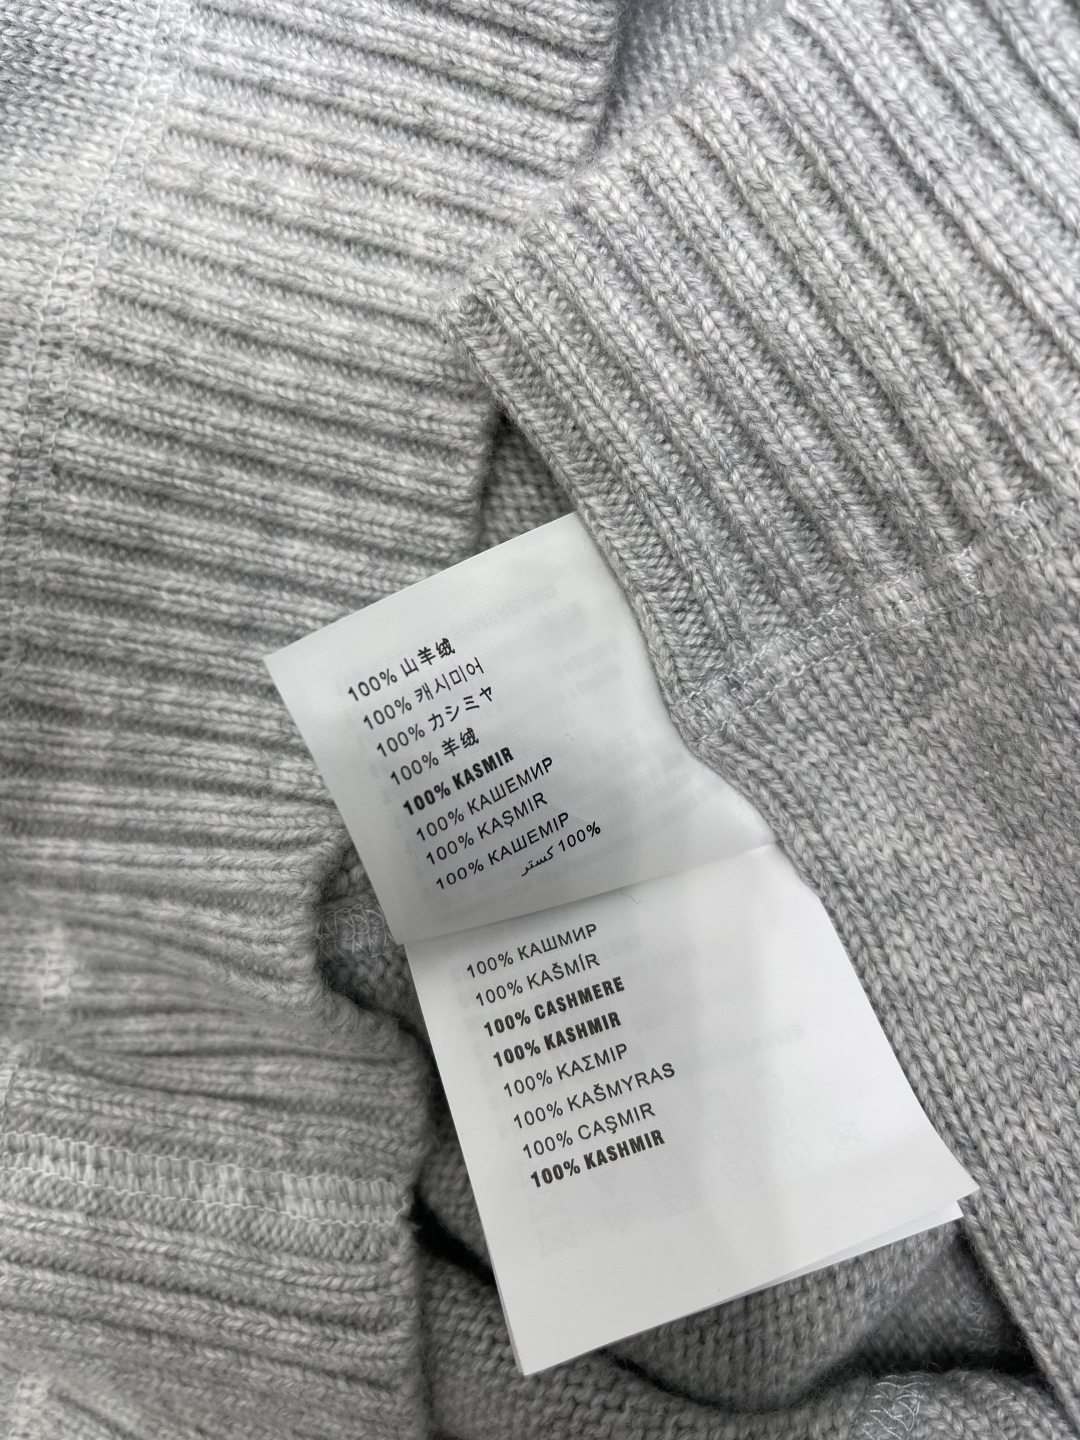 100% 山羊绒
100% 캐시미어
100% カシミヤ
100% 羊绒
100% KASMIR
100% КАШЕМИР
100% KAŞMIR
100% КАШЕМІР
100% كستر
100% КАШМИР
100% KAŠMÍR
100% CASHMERE
100% KASHMIR
100% ΚΑΣΜΙΡ
100% KAŠMYRAS
100% CAŞMIR
100% KASHMIR